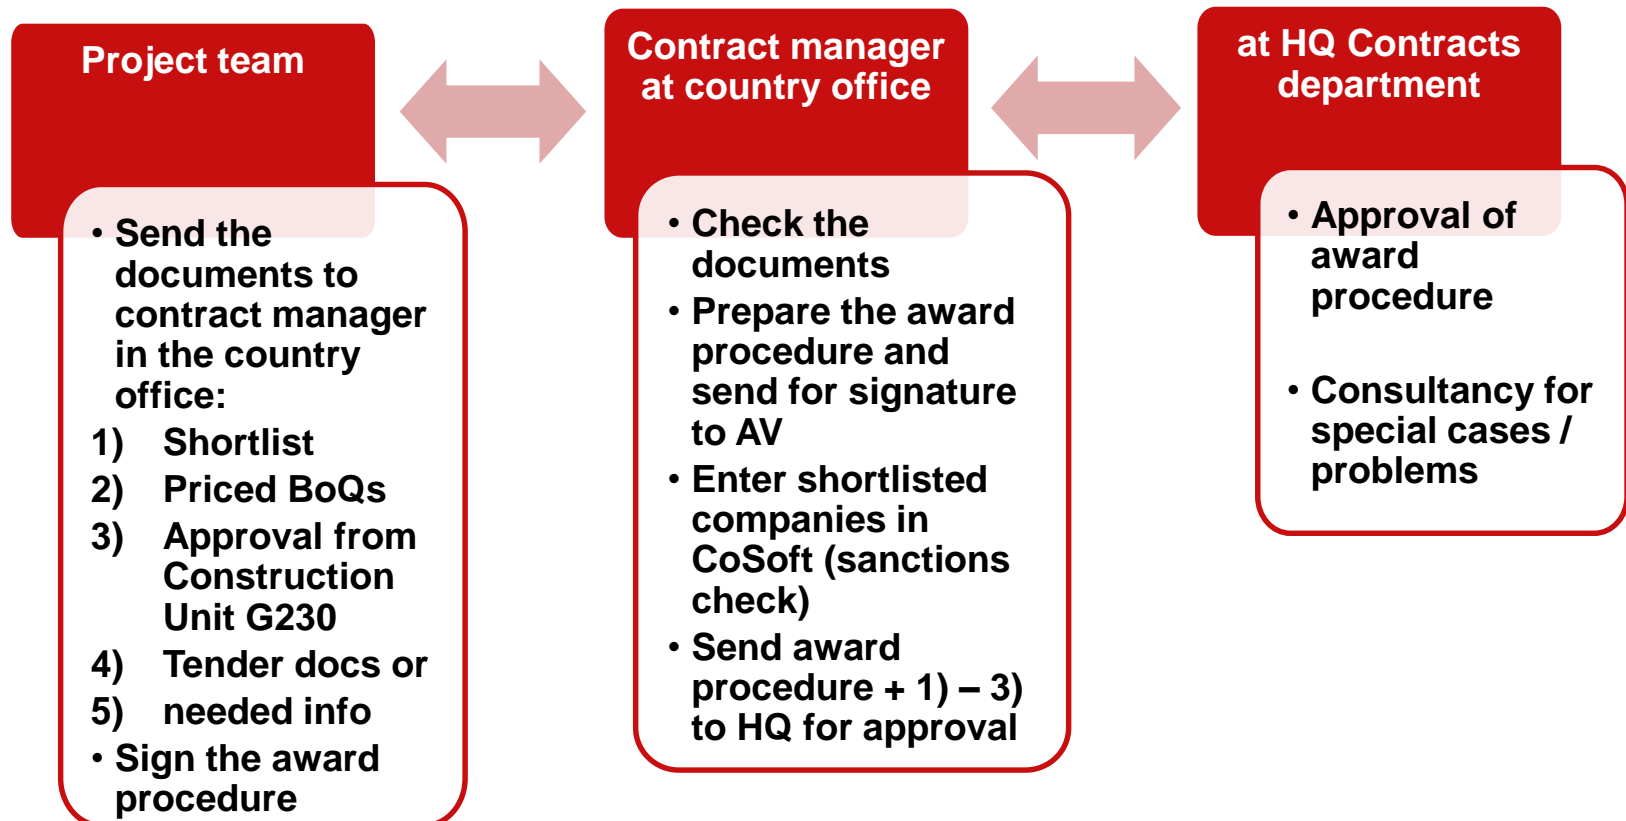 Project team
• Send the
documents to
contract manager
in the country
office:
1) Shortlist
2) Priced BoQs
3) Approval from
Construction
Unit G230
4) Tender docs or
5) needed info
• Sign the award
procedure
Contract manager
at country office
• Check the
documents
• Prepare the award
procedure and
send for signature
to AV
• Enter shortlisted
companies in
CoSoft (sanctions
check)
• Send award
procedure + 1) – 3)
to HQ for approval
at HQ Contracts
department
• Approval of
award
procedure
• Consultancy for
special cases /
problems